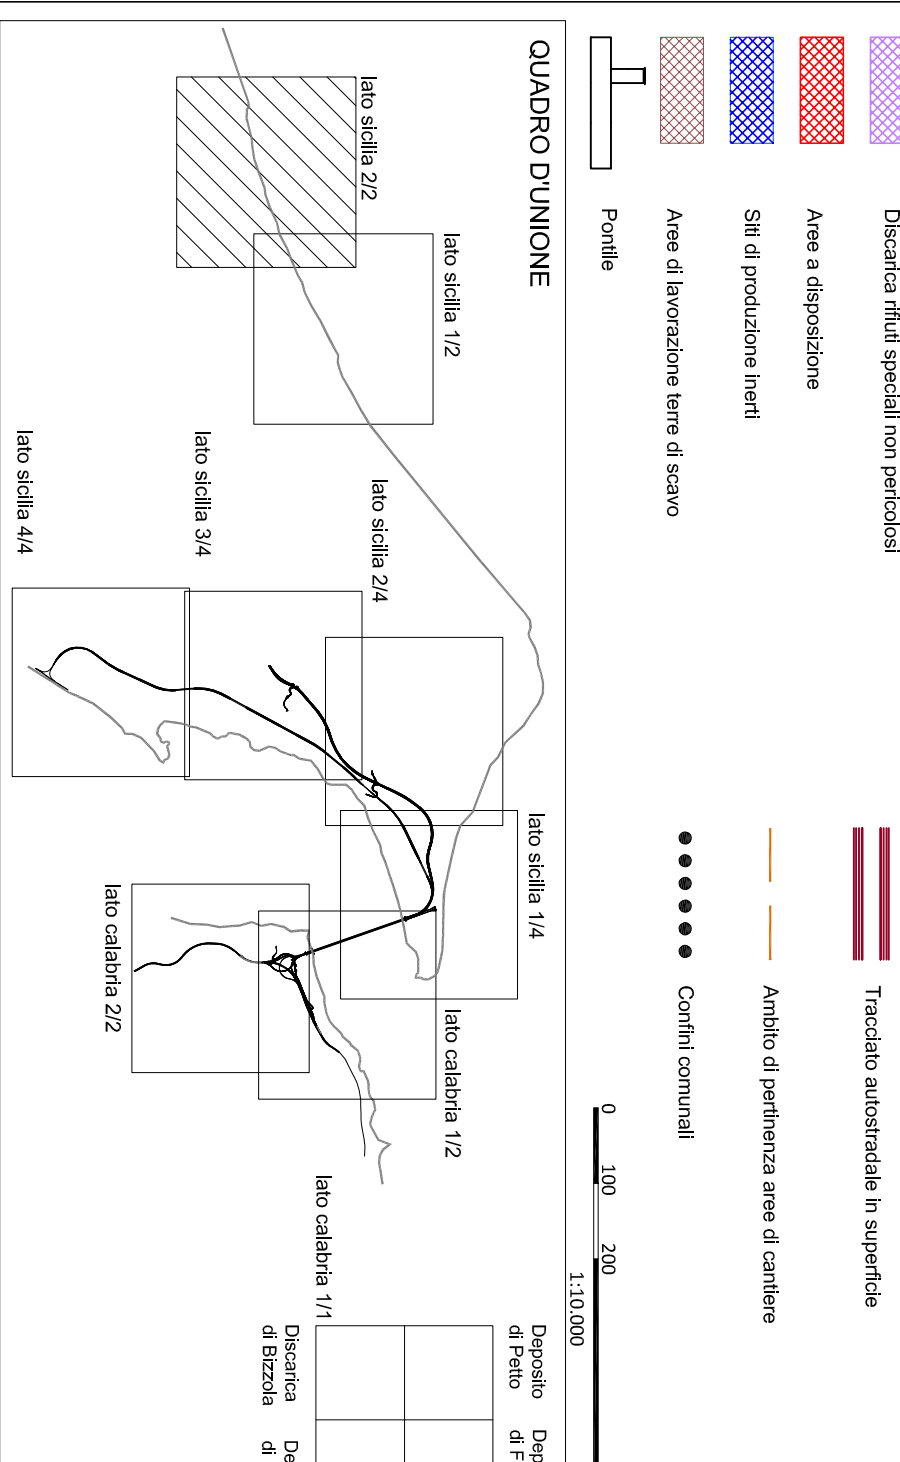 Discarica rifiuti speciali non pericolosi
Aree a disposizione
Siti di produzione inerti
Aree di lavorazione terre di scavo
Pontile
Tracciato autostradale in superficie
Ambito di pertinenza aree di cantiere
Confini comunali
0
100
200
1:10.000
QUADRO D'UNIONE
lato sicilia 2/2
lato sicilia 1/2
lato sicilia 2/4
lato sicilia 3/4
lato sicilia 4/4
lato sicilia 1/4
lato calabria 1/2
lato calabria 2/2
lato calabria 1/1
Deposito
di Petto
Dep
di F
Discarica
di Bizzola
De
di